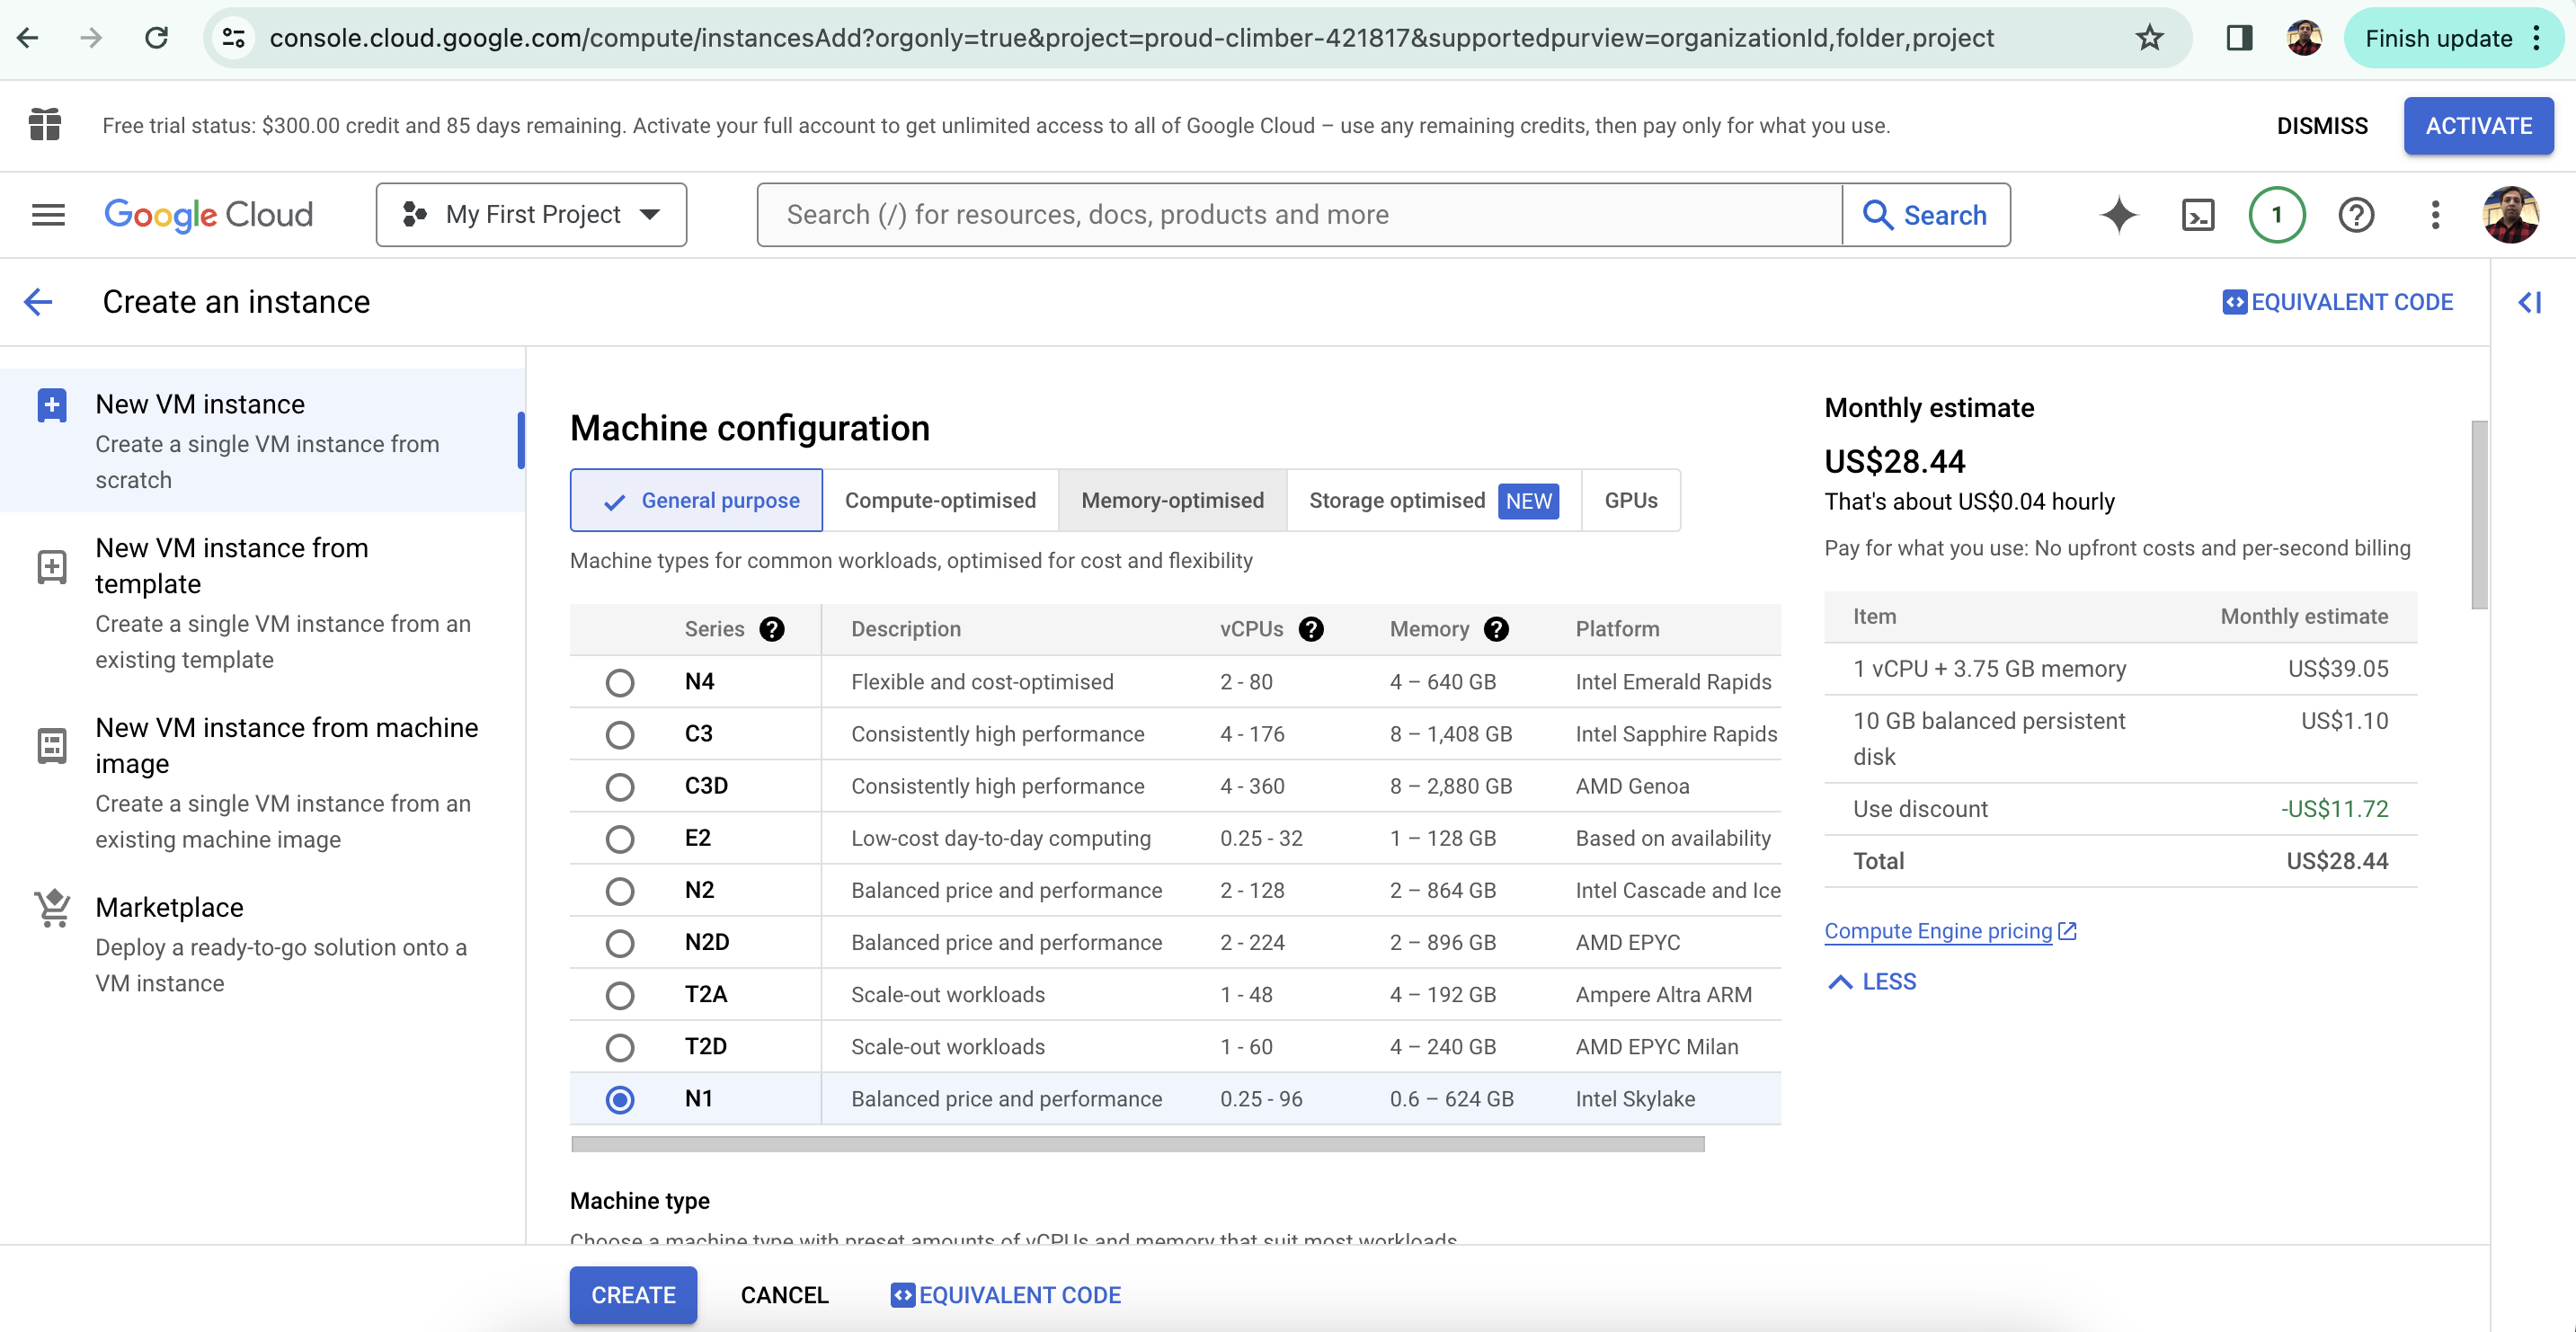 console.cloud.google.com/compute/instancesAdd?orgonly=true&project=proud-climber-421817&supportedpurview=organizationId,folder,project
Finish update
Free trial status: $300.00 credit and 85 days remaining. Activate your full account to get unlimited access to all of Google Cloud – use any remaining credits, then pay only for what you use.
DISMISS
ACTIVATE
Google Cloud
My First Project
Search (/) for resources, docs, products and more
Search
1
Create an instance
EQUIVALENT CODE
New VM instance
Create a single VM instance from
scratch
New VM instance from
template
Create a single VM instance from an
existing template
New VM instance from machine
image
Create a single VM instance from an
existing machine image
Marketplace
Deploy a ready-to-go solution onto a
VM instance
Machine configuration
General purpose
Compute-optimised
Memory-optimised
Storage optimised NEW
GPUs
Machine types for common workloads, optimised for cost and flexibility
Series Description vCPUs Memory Platform
N4 Flexible and cost-optimised 2 - 80 4 – 640 GB Intel Emerald Rapids
C3 Consistently high performance 4 - 176 8 – 1,408 GB Intel Sapphire Rapids
C3D Consistently high performance 4 - 360 8 – 2,880 GB AMD Genoa
E2 Low-cost day-to-day computing 0.25 - 32 1 – 128 GB Based on availability
N2 Balanced price and performance 2 - 128 2 – 864 GB Intel Cascade and Ice
N2D Balanced price and performance 2 - 224 2 – 896 GB AMD EPYC
T2A Scale-out workloads 1 - 48 4 – 192 GB Ampere Altra ARM
T2D Scale-out workloads 1 - 60 4 – 240 GB AMD EPYC Milan
N1 Balanced price and performance 0.25 - 96 0.6 – 624 GB Intel Skylake
Machine type
Choose a machine type with preset amounts of vCPUs and memory that suit most workloads
CREATE
CANCEL
EQUIVALENT CODE
Monthly estimate
US$28.44
That's about US$0.04 hourly
Pay for what you use: No upfront costs and per-second billing
Item Monthly estimate
1 vCPU + 3.75 GB memory US$39.05
10 GB balanced persistent US$1.10
disk
Use discount -US$11.72
Total US$28.44
Compute Engine pricing
LESS